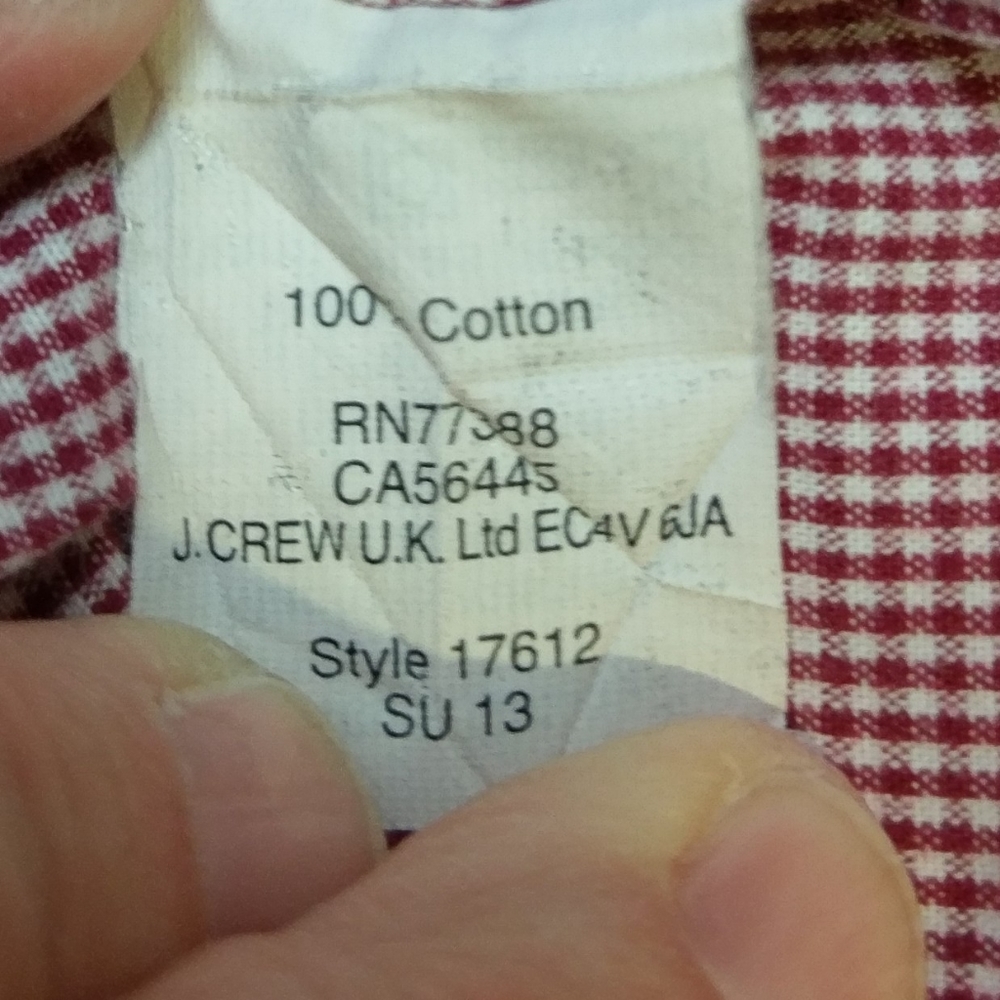 100% Cotton
RN77388
CA56445
J.CREW U.K. Ltd EC4V 6JA
Style 17612
SU 13